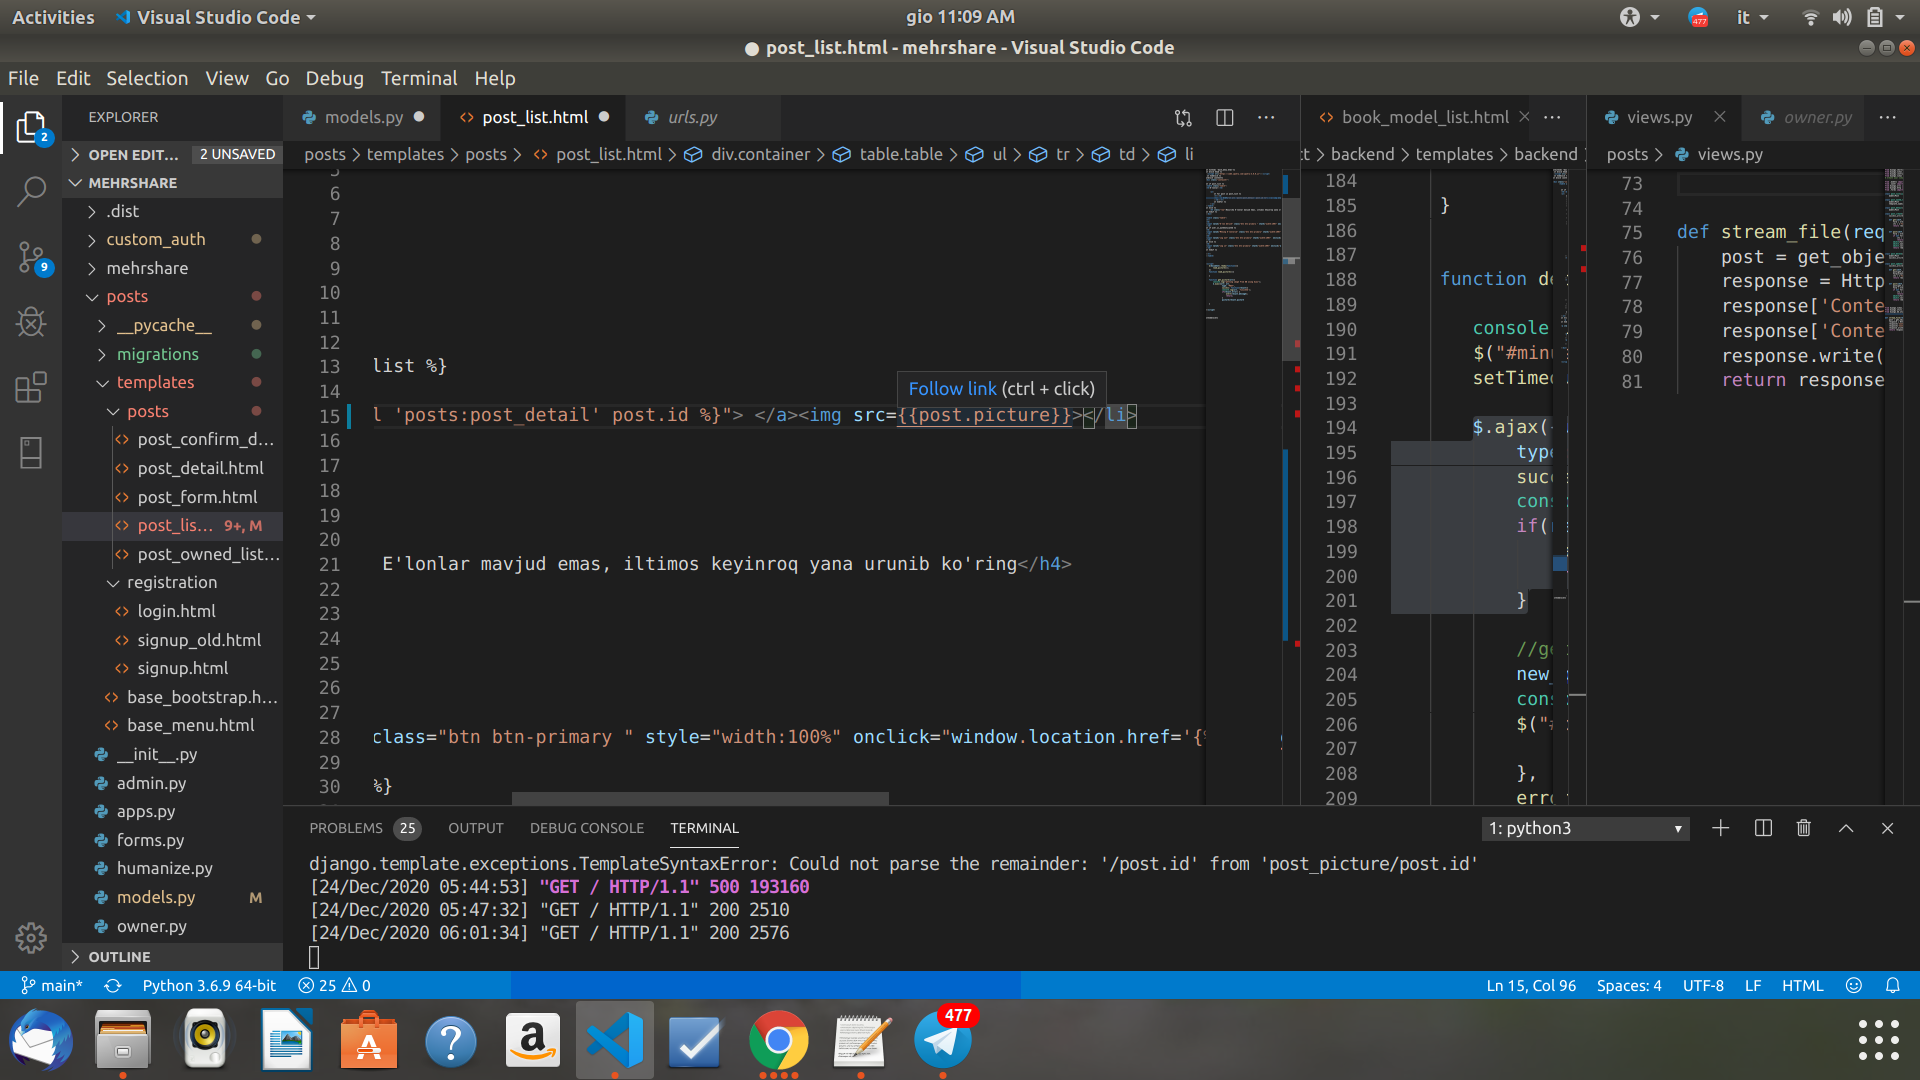 Activities
Visual Studio Code
gio 11:09 AM
477
it
● post_list.html - mehrshare - Visual Studio Code
File Edit Selection View Go Debug Terminal Help
EXPLORER
models.py
post_list.html
urls.py
book_model_list.html
views.py
owner.py
OPEN EDIT... 2 UNSAVED
posts > templates > posts > post_list.html > div.container > table.table > ul > tr > td > li
backend > templates > backend
posts > views.py
MEHRSHARE
.dist
custom_auth
mehrshare
posts
__pycache__
migrations
templates
posts
post_confirm_d...
post_detail.html
post_form.html
post_lis... 9+, M
post_owned_list...
registration
login.html
signup_old.html
signup.html
base_bootstrap.h...
base_menu.html
__init__.py
admin.py
apps.py
forms.py
humanize.py
models.py M
owner.py
OUTLINE
2
9
6
7
8
9
10
11
12
13 list %}
14
Follow link (ctrl + click)
15 l 'posts:post_detail' post.id %}"> </a><img src={{post.picture}}></li>
16
17
18
19
20
21 E'lonlar mavjud emas, iltimos keyinroq yana urunib ko'ring</h4>
22
23
24
25
26
27
28 class="btn btn-primary " style="width:100%" onclick="window.location.href='{%
29
30 %}
184
185 }
186
187
188 function de
189
190 console
191 $("#min
192 setTime
193
194 $.ajax(
195 type
196 succ
197 cons
198 if(
199
200
201 }
202
203 //ge
204 new_
205 cons
206 $("#
207
208 },
209 erro
73
74
75 def stream_file(req
76 post = get_obje
77 response = Http
78 response['Conte
79 response['Conte
80 response.write(
81 return response
PROBLEMS 25 OUTPUT DEBUG CONSOLE TERMINAL
1: python3
django.template.exceptions.TemplateSyntaxError: Could not parse the remainder: '/post.id' from 'post_picture/post.id'
[24/Dec/2020 05:44:53] "GET / HTTP/1.1" 500 193160
[24/Dec/2020 05:47:32] "GET / HTTP/1.1" 200 2510
[24/Dec/2020 06:01:34] "GET / HTTP/1.1" 200 2576
main* Python 3.6.9 64-bit 25 0
Ln 15, Col 96 Spaces: 4 UTF-8 LF HTML
477